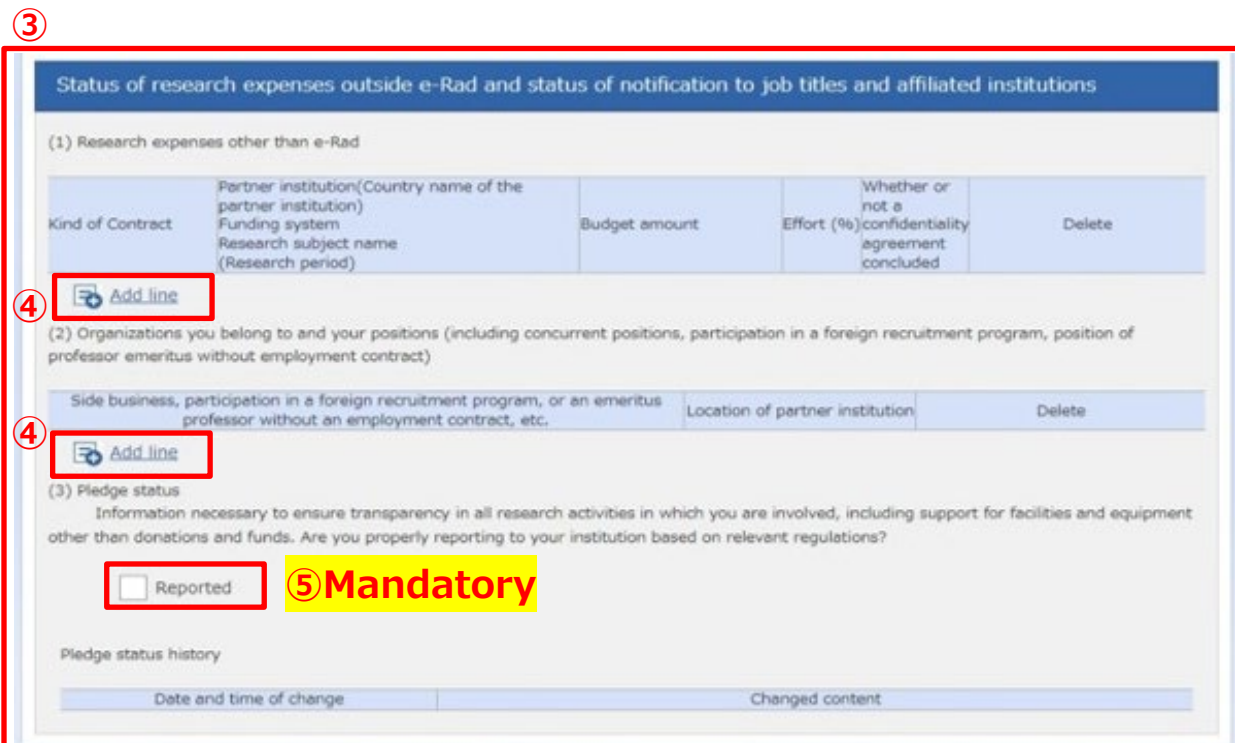 ③
Status of research expenses outside e-Rad and status of notification to job titles and affiliated institutions
(1) Research expenses other than e-Rad
Kind of Contract
Partner institution(Country name of the
partner institution)
Funding system
Research subject name
(Research period)
Budget amount
Effort (%)
Whether or
not a
confidentiality
agreement
concluded
Delete
④
Add line
(2) Organizations you belong to and your positions (including concurrent positions, participation in a foreign recruitment program, position of
professor emeritus without employment contract)
Side business, participation in a foreign recruitment program, or an emeritus
professor without an employment contract, etc.
Location of partner institution
Delete
④
Add line
(3) Pledge status
Information necessary to ensure transparency in all research activities in which you are involved, including support for facilities and equipment
other than donations and funds. Are you properly reporting to your institution based on relevant regulations?
Reported
⑤Mandatory
Pledge status history
Date and time of change
Changed content